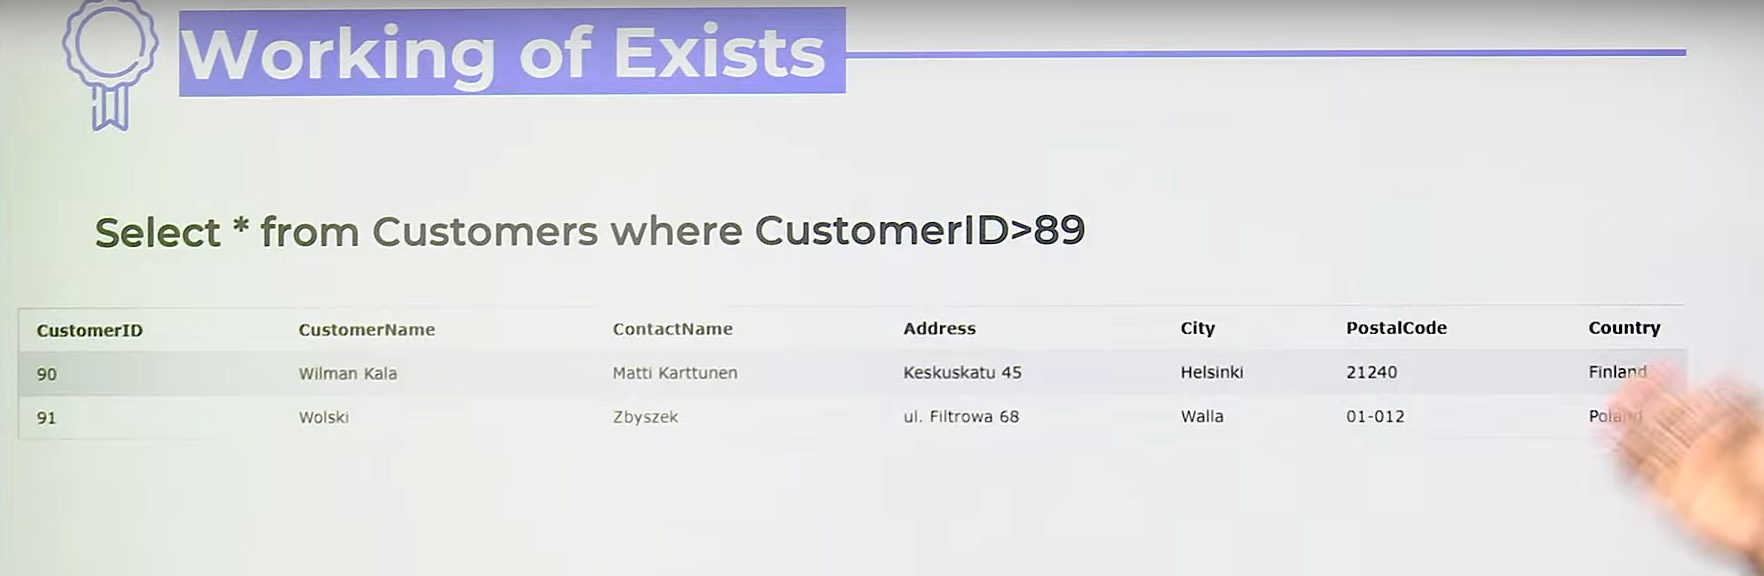 Working of Exists
Select * from Customers where CustomerID>89
CustomerID CustomerName ContactName Address City PostalCode Country
90 Wilman Kala Matti Karttunen Keskuskatu 45 Helsinki 21240 Finland
91 Wolski Zbyszek ul. Filtrowa 68 Walla 01-012 Poland